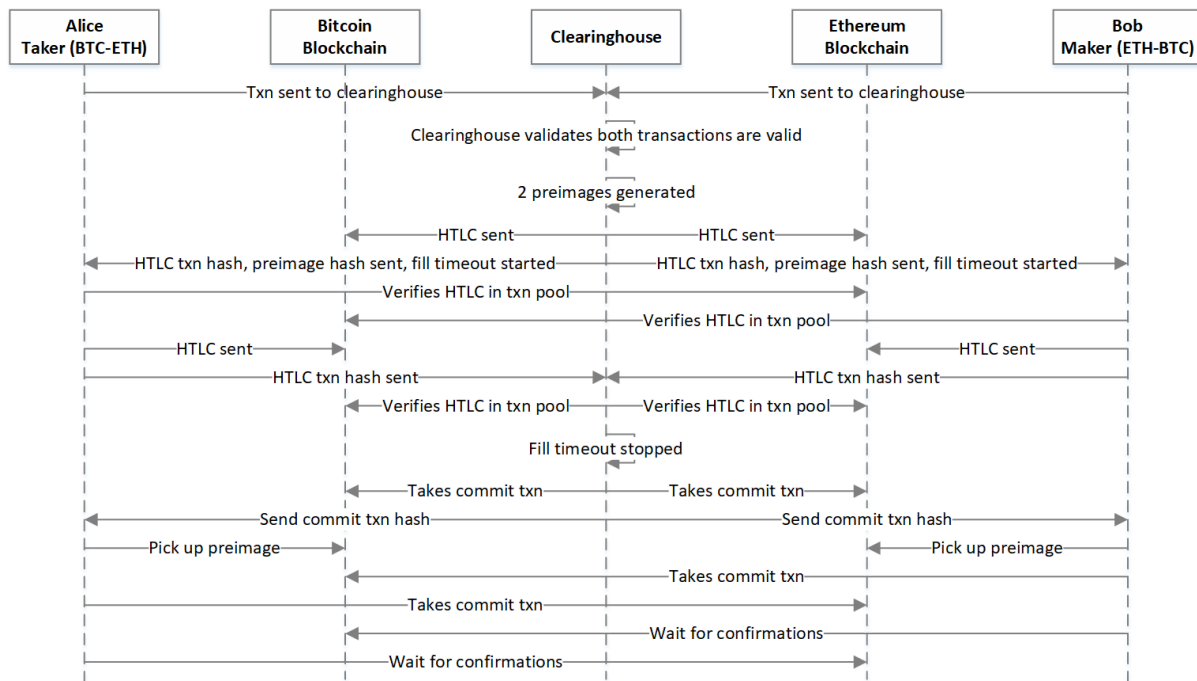 Alice
Taker (BTC-ETH)
Bitcoin
Blockchain
Clearinghouse
Ethereum
Blockchain
Bob
Maker (ETH-BTC)
Txn sent to clearinghouse
Txn sent to clearinghouse
Clearinghouse validates both transactions are valid
2 preimages generated
HTLC sent
HTLC sent
HTLC txn hash, preimage hash sent, fill timeout started
HTLC txn hash, preimage hash sent, fill timeout started
Verifies HTLC in txn pool
Verifies HTLC in txn pool
HTLC sent
HTLC sent
HTLC txn hash sent
HTLC txn hash sent
Verifies HTLC in txn pool
Verifies HTLC in txn pool
Fill timeout stopped
Takes commit txn
Takes commit txn
Send commit txn hash
Send commit txn hash
Pick up preimage
Pick up preimage
Takes commit txn
Takes commit txn
Wait for confirmations
Wait for confirmations